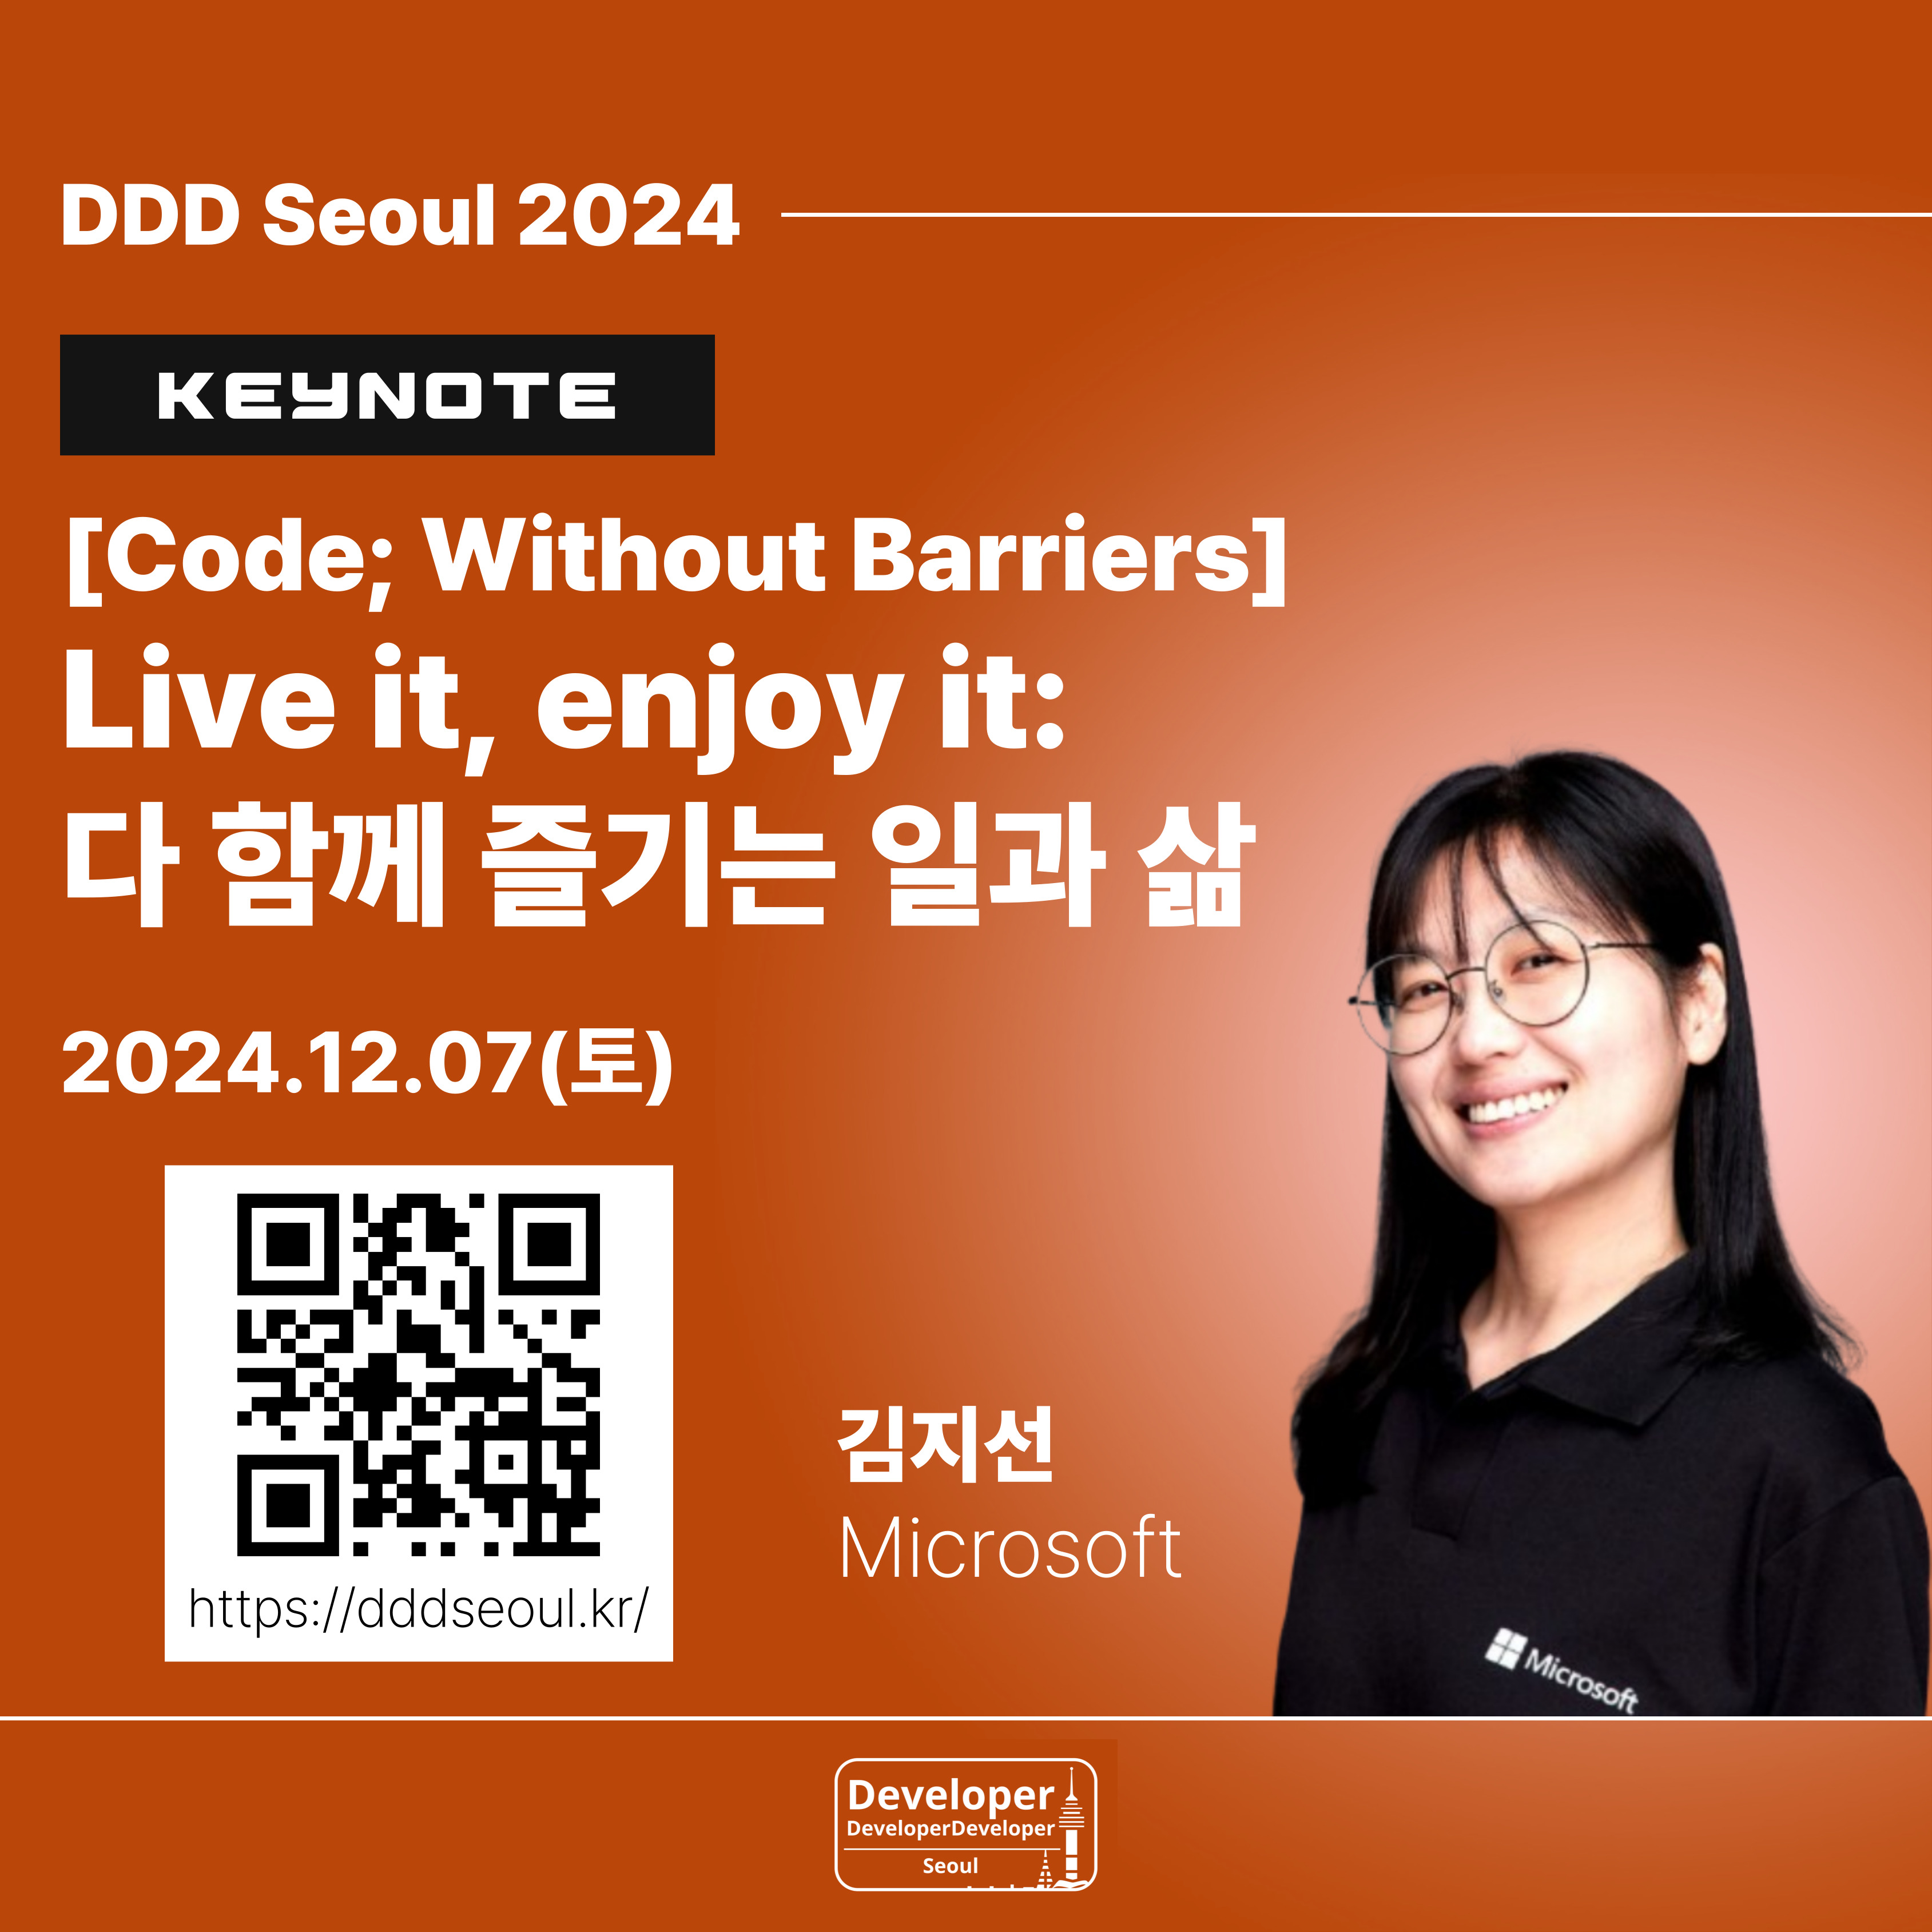 DDD Seoul 2024
KEYNOTE
[Code; Without Barriers]
Live it, enjoy it:
다 함께 즐기는 일과 삶
2024.12.07(토)
https://dddseoul.kr/
김지선
Microsoft
Microsoft
Developer
DeveloperDeveloper
Seoul